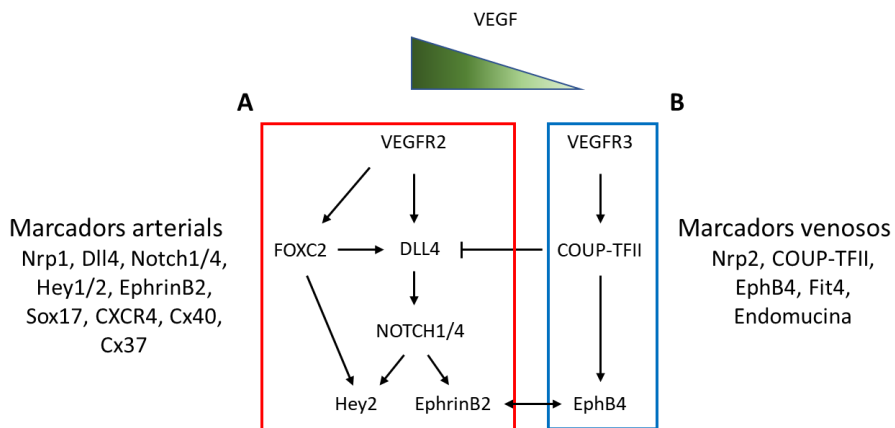 VEGF
A
B
VEGFR2
VEGFR3
Marcadors arterials
Nrp1, Dll4, Notch1/4,
Hey1/2, EphrinB2,
Sox17, CXCR4, Cx40,
Cx37
FOXC2
DLL4
COUP-TFII
NOTCH1/4
Hey2
EphrinB2
EphB4
Marcadors venosos
Nrp2, COUP-TFII,
EphB4, Fit4,
Endomucina